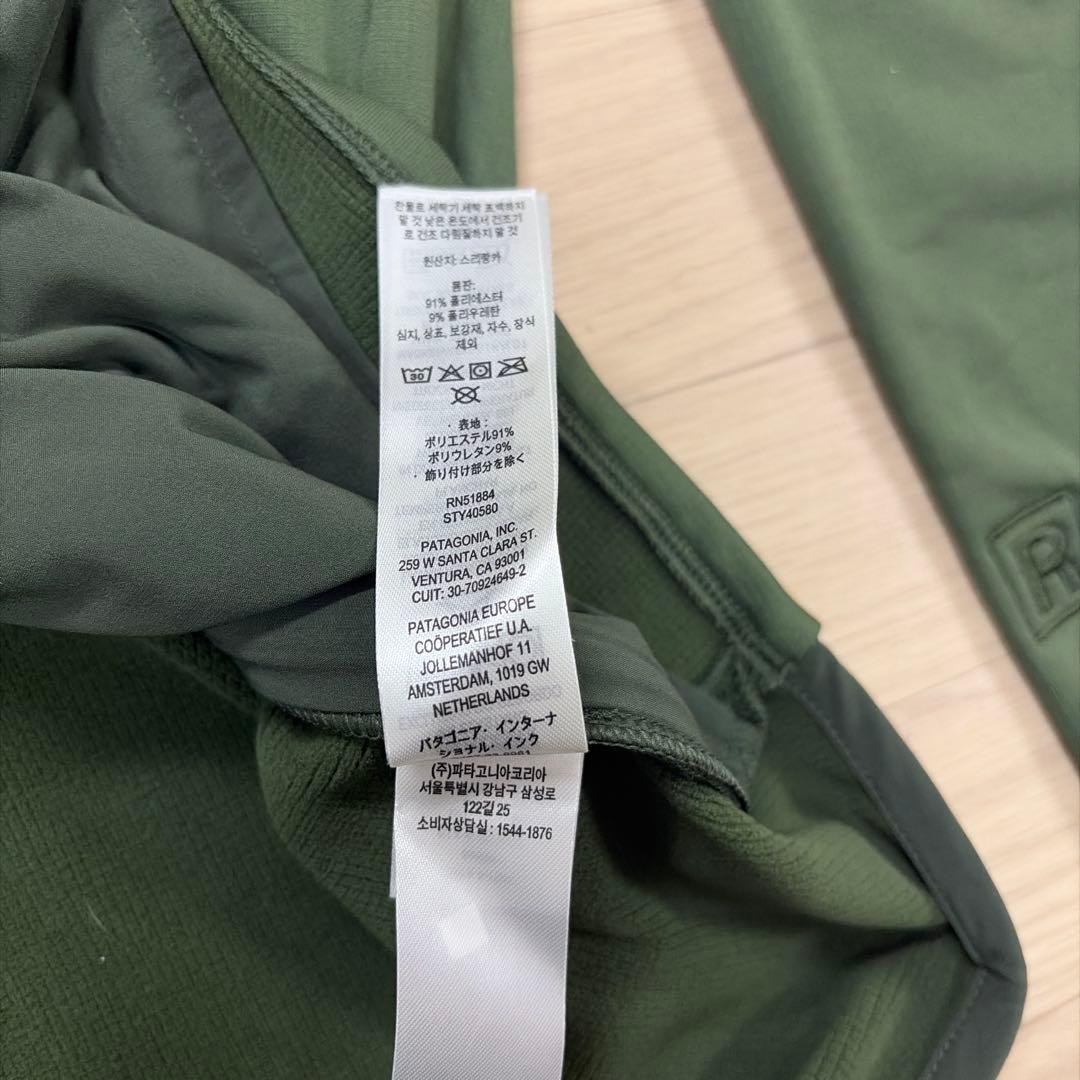 찬물로 세탁기 세탁 표백하지
말 것 낮은 온도에서 건조기
로 건조 다림질하지 말 것
원산지: 스리랑카
몸판:
91% 폴리에스터
9% 폴리우레탄
심지, 상표, 보강재, 자수, 장식
제외
30
・表地：
ポリエステル91%
ポリウレタン9%
・飾り付け部分を除く
RN51884
STY40580
PATAGONIA, INC.
259 W SANTA CLARA ST.
VENTURA, CA 93001
CUIT: 30-70924649-2
PATAGONIA EUROPE
COÖPERATIEF U.A.
JOLLEMANHOF 11
AMSTERDAM, 1019 GW
NETHERLANDS
パタゴニア・インターナ
ショナル・インク
(주)파타고니아코리아
서울특별시 강남구 삼성로
122길 25
소비자상담실 : 1544-1876
R